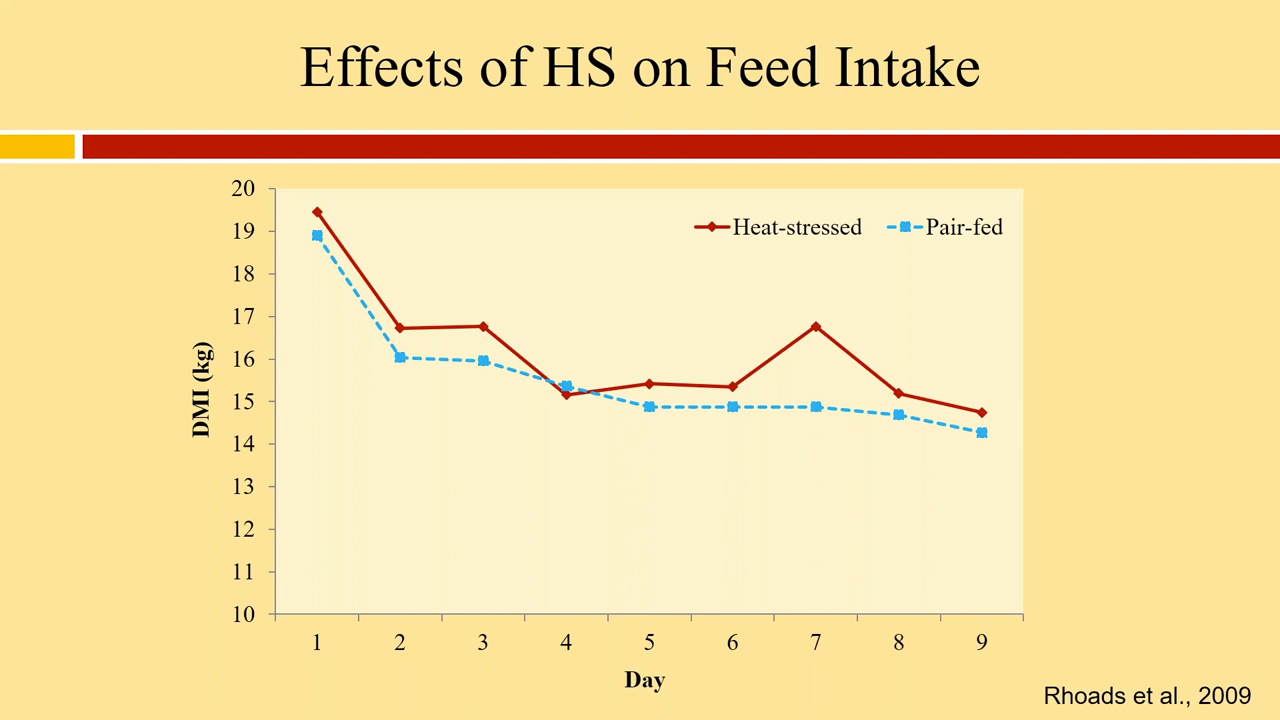 Effects of HS on Feed Intake
20
19
18
17
16
15
14
13
12
11
10
DMI (kg)
Heat-stressed Pair-fed
1 2 3 4 5 6 7 8 9
Day
Rhoads et al., 2009